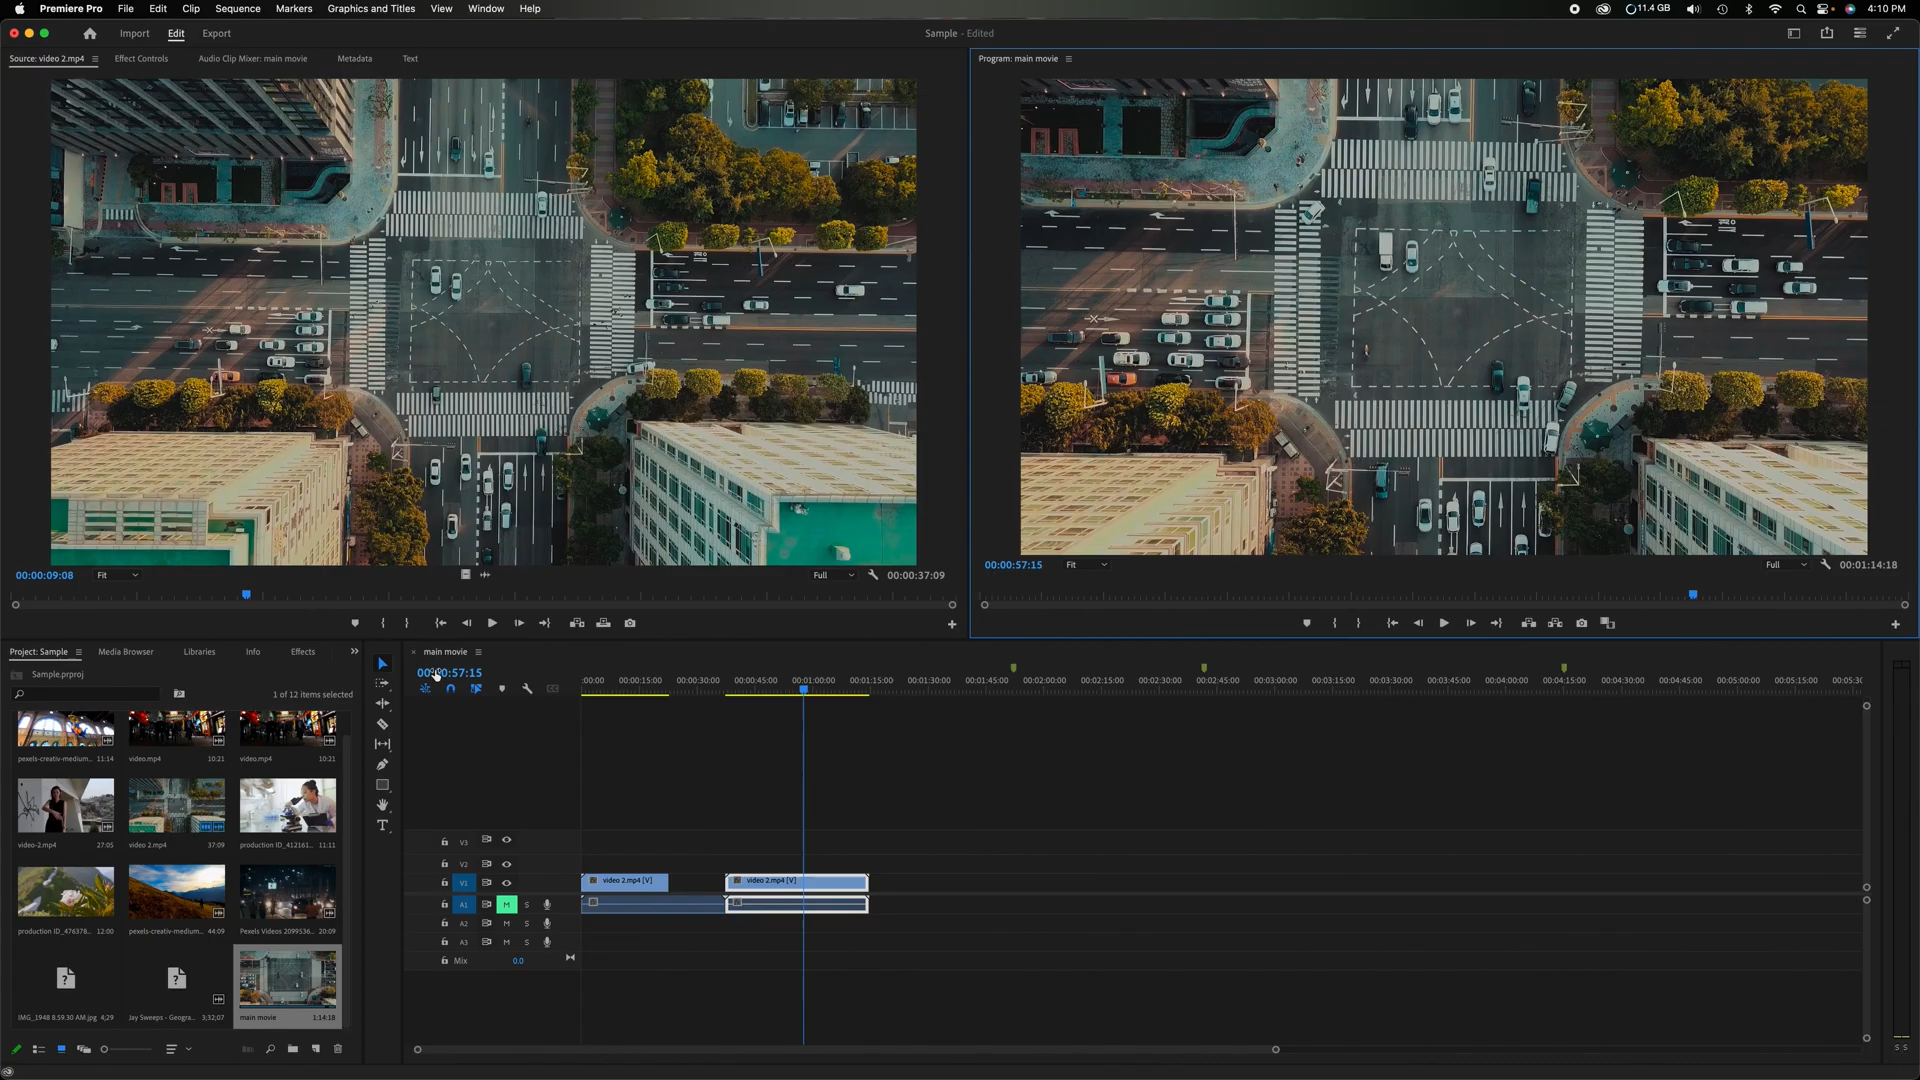 Premiere Pro File Edit Clip Sequence Markers Graphics and Titles View Window Help 11.4 GB 4:10 PM
Import Edit Export Sample - Edited
Source: video 2.mp4 Effect Controls Audio Clip Mixer: main movie Metadata Text
Program: main movie
00:00:09:08 Fit Full 00:00:37:09
00:00:57:15 Fit Full 00:01:14:18
Project: Sample Media Browser Libraries Info Effects
Sample.prproj
1 of 12 items selected
pexels-creativ-medium... 11:14 video.mp4 10:21 video.mp4 10:21
video-2.mp4 27:05 video 2.mp4 37:09 production ID_412161... 11:11
production ID_476378... 12:00 pexels-creativ-medium... 44:09 Pexels Videos 2099536... 20:09
IMG_1948 8.59.30 AM.jpg 4;29 Jay Sweeps - Geogra... 3;32;07 main movie 1:14:18
× main movie
:57:15
:00:00 00:00:15:00 00:00:30:00 00:00:45:00 00:01:00:00 00:01:15:00 00:01:30:00 00:01:45:00 00:02:00:00 00:02:15:00 00:02:30:00 00:02:45:00 00:03:00:00 00:03:15:00 00:03:30:00 00:03:45:00 00:04:00:00 00:04:15:00 00:04:30:00 00:04:45:00 00:05:00:00 00:05:15:00 00:05:30
V3
V2
V1 video 2.mp4 [V] video 2.mp4 [V]
A1 M S
A2 M S
A3 M S
Mix 0.0
S S